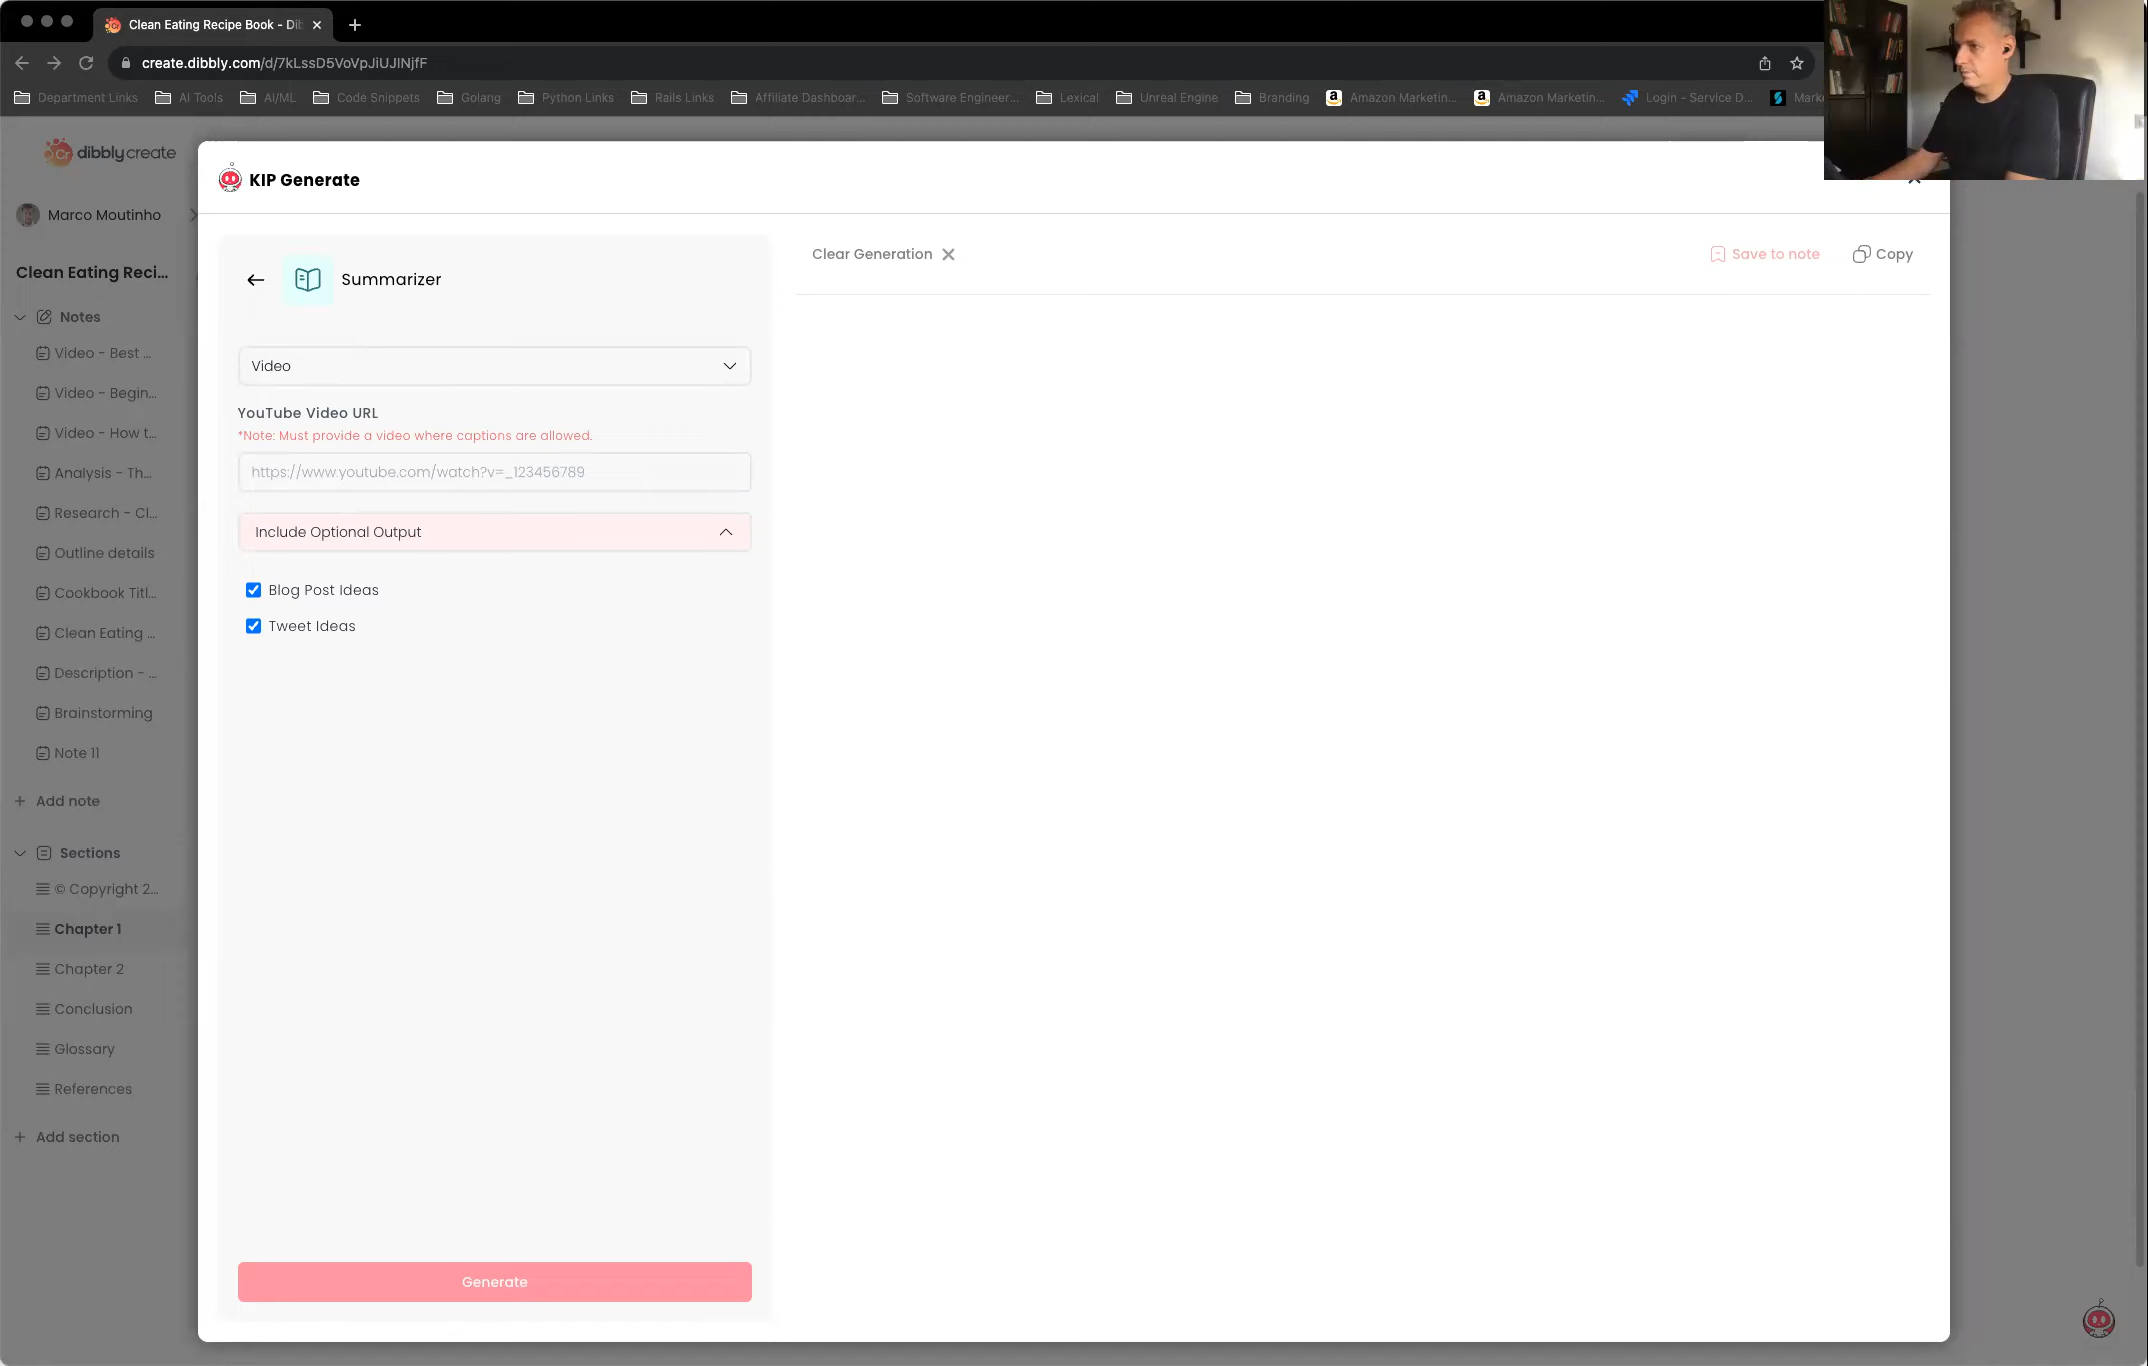 Clean Eating Recipe Book - Dib
create.dibbly.com/d/7kLssD5VoVpJiUJlNjfF
Department Links
AI Tools
AI/ML
Code Snippets
Golang
Python Links
Rails Links
Affiliate Dashboar...
Software Engineer...
Lexical
Unreal Engine
Branding
Amazon Marketin...
Amazon Marketin...
Login - Service D...
Marke
Cr dibblycreate
Marco Moutinho
Clean Eating Reci...
Notes
Video - Best ...
Video - Begin...
Video - How t...
Analysis - Th...
Research - Cl...
Outline details
Cookbook Titl...
Clean Eating ...
Description - ...
Brainstorming
Note 11
+ Add note
Sections
© Copyright 2...
Chapter 1
Chapter 2
Conclusion
Glossary
References
+ Add section
KIP Generate
Summarizer
Video
YouTube Video URL
*Note: Must provide a video where captions are allowed.
https://www.youtube.com/watch?v=_123456789
Include Optional Output
Blog Post Ideas
Tweet Ideas
Generate
Clear Generation
Save to note
Copy